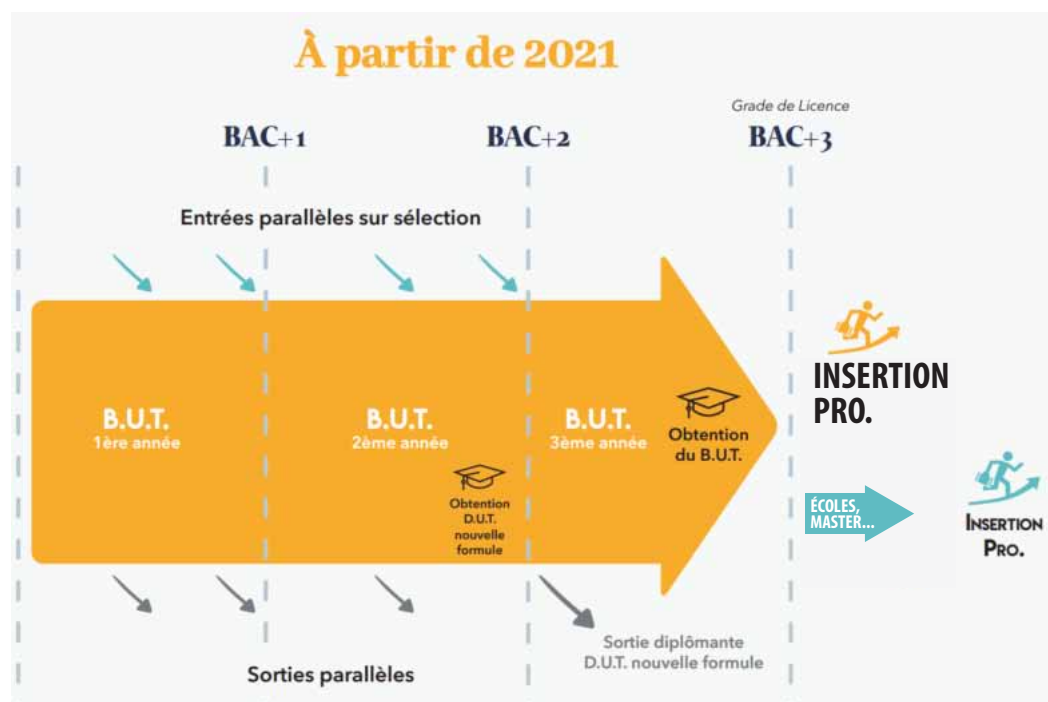 À partir de 2021
Grade de Licence
BAC+1
BAC+2
BAC+3
Entrées parallèles sur sélection
B.U.T.
1ère année
B.U.T.
2ème année
Obtention
D.U.T.
nouvelle
formule
B.U.T.
3ème année
Obtention
du B.U.T.
INSERTION
PRO.
ÉCOLES,
MASTER...
INSERTION
PRO.
Sortie diplômante
D.U.T. nouvelle formule
Sorties parallèles